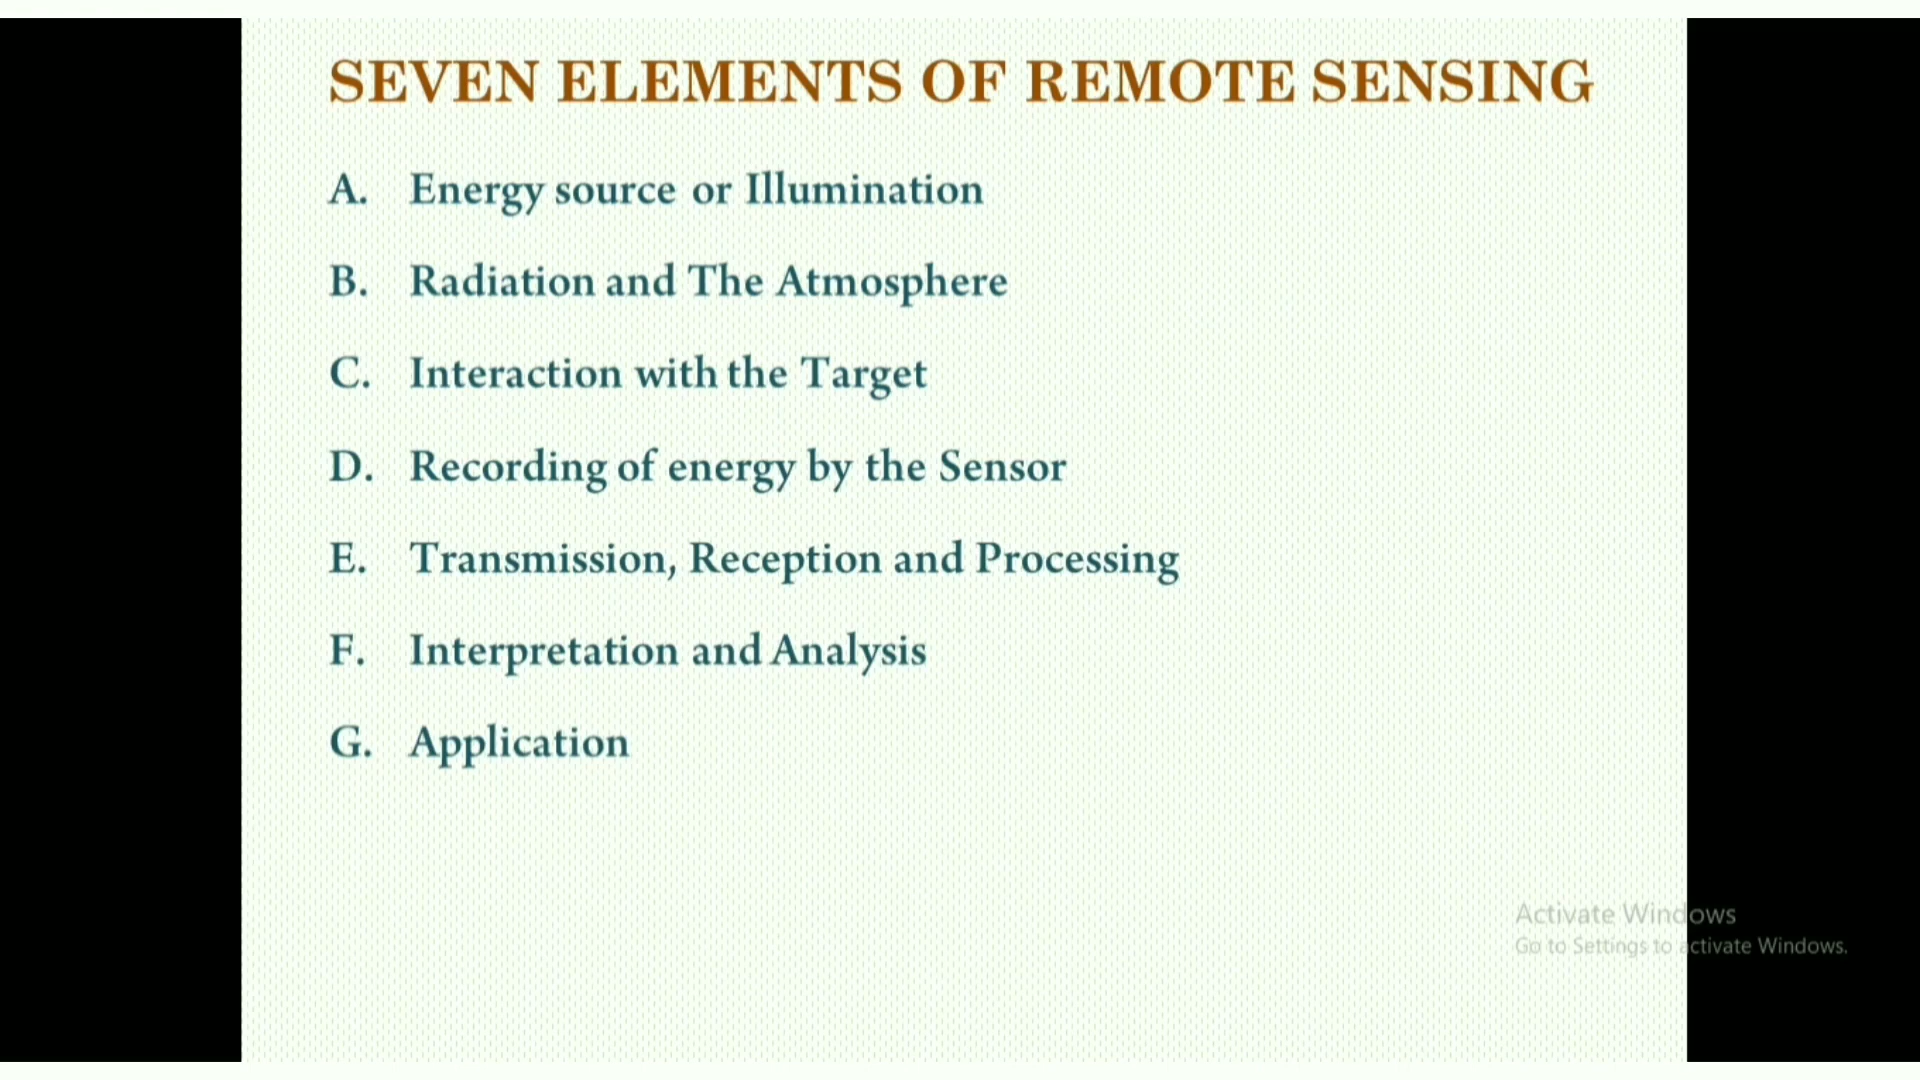 SEVEN ELEMENTS OF REMOTE SENSING
A. Energy source or Illumination
B. Radiation and The Atmosphere
C. Interaction with the Target
D. Recording of energy by the Sensor
E. Transmission, Reception and Processing
F. Interpretation and Analysis
G. Application
Activate Windows
Go to Settings to activate Windows.